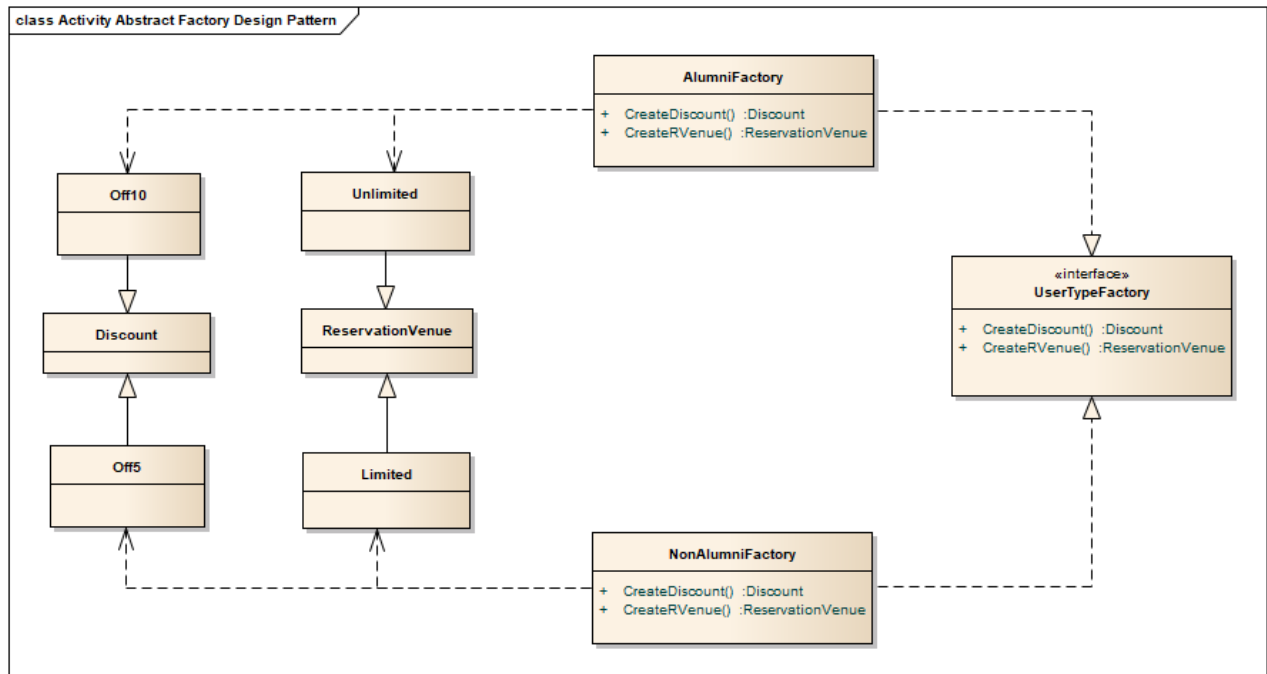 class Activity Abstract Factory Design Pattern
AlumniFactory
+ CreateDiscount() :Discount
+ CreateRVenue() :ReservationVenue
Off10
Unlimited
«interface»
UserTypeFactory
+ CreateDiscount() :Discount
+ CreateRVenue() :ReservationVenue
Discount
ReservationVenue
Off5
Limited
NonAlumniFactory
+ CreateDiscount() :Discount
+ CreateRVenue() :ReservationVenue